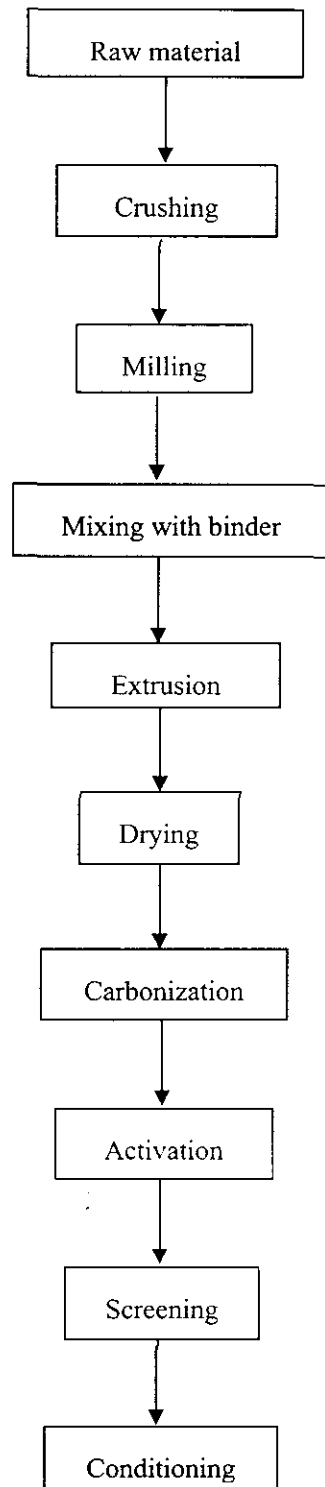 Raw material
Crushing
Milling
Mixing with binder
Extrusion
Drying
Carbonization
Activation
Screening
Conditioning